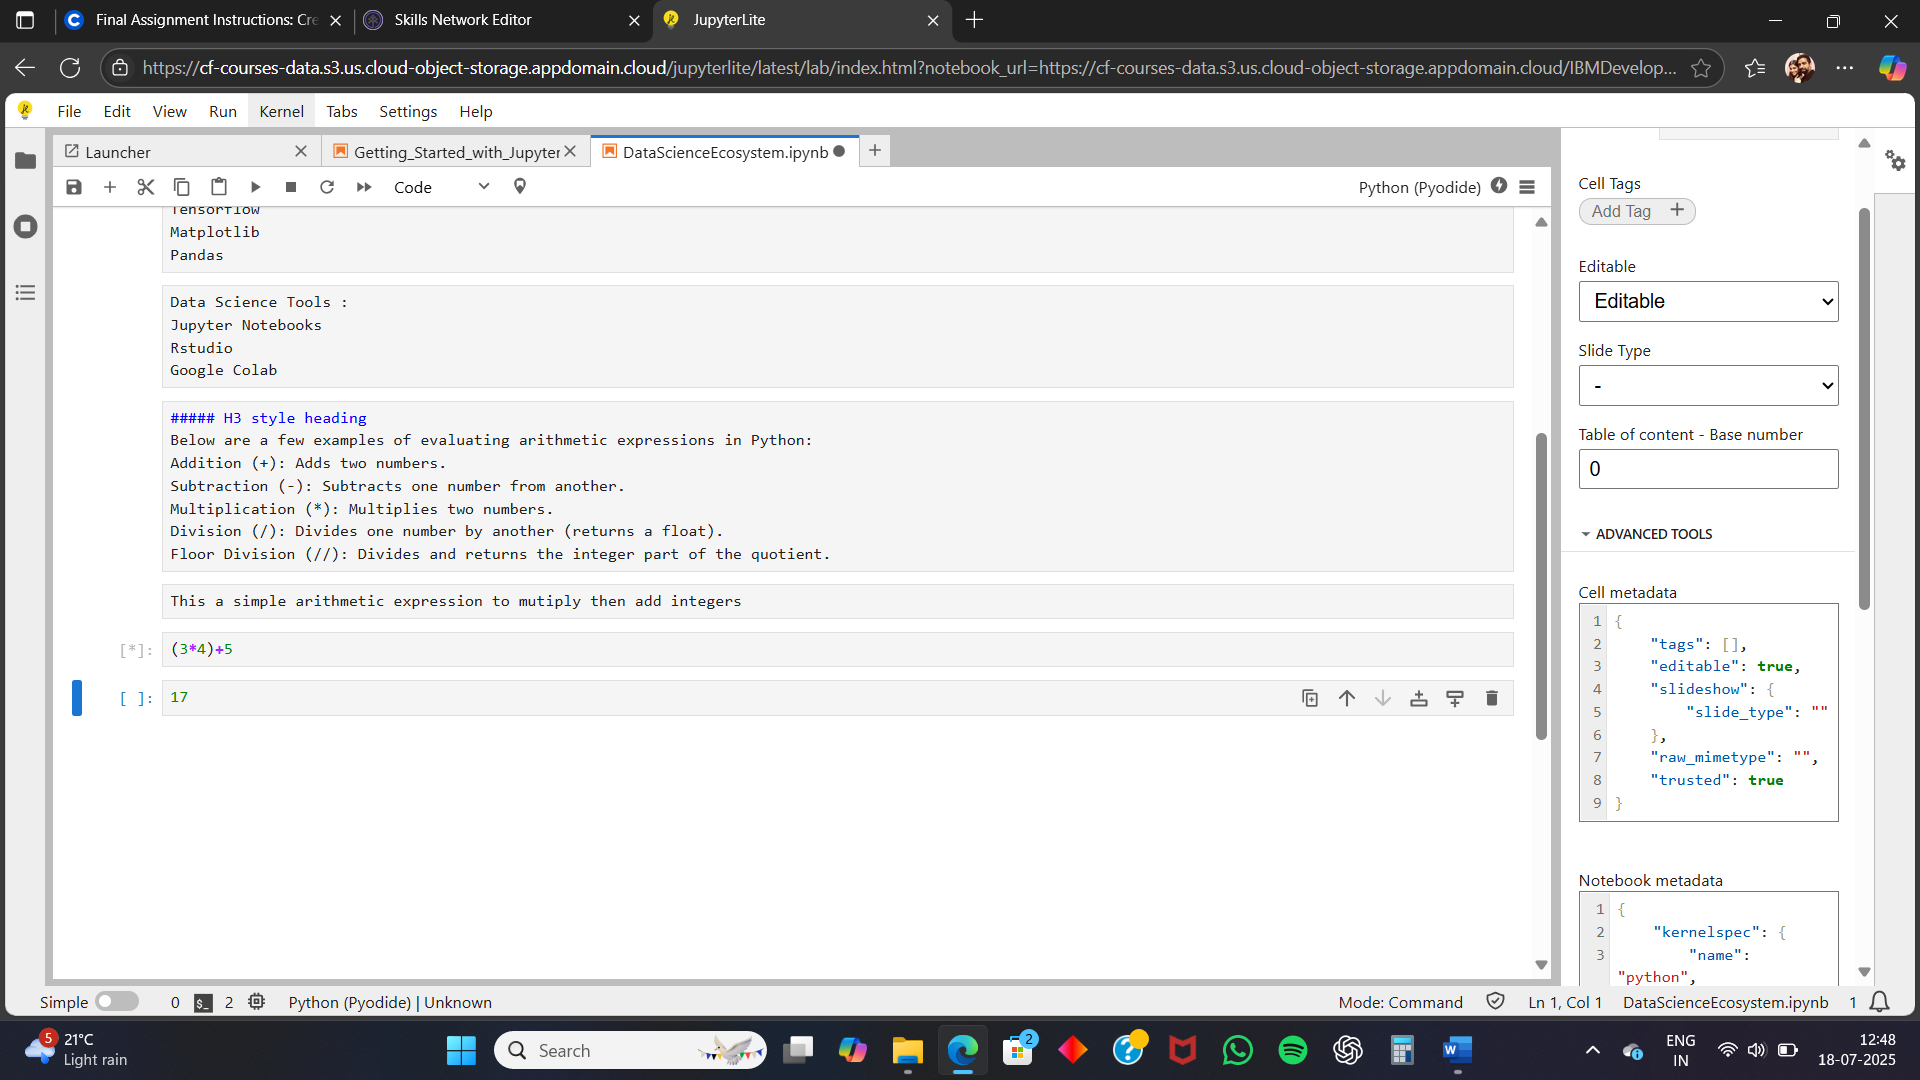 Final Assignment Instructions: Cre
Skills Network Editor
JupyterLite
https://cf-courses-data.s3.us.cloud-object-storage.appdomain.cloud/jupyterlite/latest/lab/index.html?notebook_url=https://cf-courses-data.s3.us.cloud-object-storage.appdomain.cloud/IBMDevelop...
File Edit View Run Kernel Tabs Settings Help
Launcher
Getting_Started_with_Jupyter
DataScienceEcosystem.ipynb
Code
Python (Pyodide)
Tensorflow
Matplotlib
Pandas
Data Science Tools :
Jupyter Notebooks
Rstudio
Google Colab
##### H3 style heading
Below are a few examples of evaluating arithmetic expressions in Python:
Addition (+): Adds two numbers.
Subtraction (-): Subtracts one number from another.
Multiplication (*): Multiplies two numbers.
Division (/): Divides one number by another (returns a float).
Floor Division (//): Divides and returns the integer part of the quotient.
This a simple arithmetic expression to mutiply then add integers
[*]: (3*4)+5
[ ]: 17
Cell Tags
Add Tag +
Editable
Editable
Slide Type
-
Table of content - Base number
0
ADVANCED TOOLS
Cell metadata
1 {
2 "tags": [],
3 "editable": true,
4 "slideshow": {
5 "slide_type": ""
6 },
7 "raw_mimetype": "",
8 "trusted": true
9 }
Notebook metadata
1 {
2 "kernelspec": {
3 "name":
"python",
Simple 0 $_ 2 Python (Pyodide) | Unknown
Mode: Command Ln 1, Col 1 DataScienceEcosystem.ipynb 1
5
21°C
Light rain
Search
2
W
ENG
IN
12:48
18-07-2025